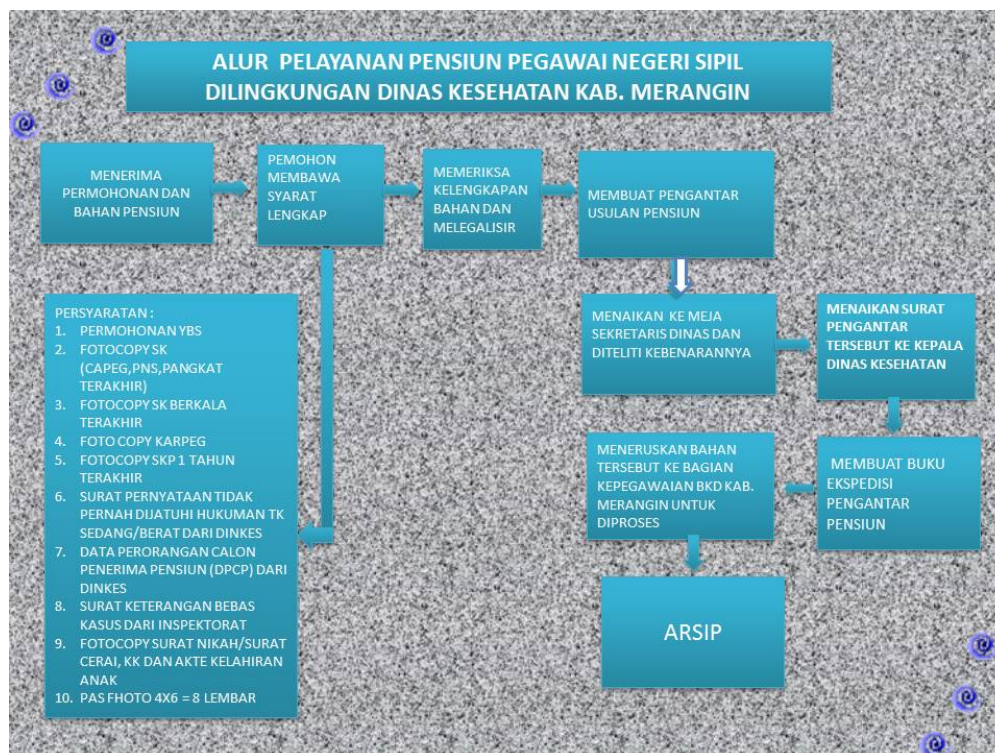 ALUR PELAYANAN PENSIUN PEGAWAI NEGERI SIPIL
DILINGKUNGAN DINAS KESEHATAN KAB. MERANGIN
MENERIMA
PERMOHONAN DAN
BAHAN PENSIUN
PEMOHON
MEMBAWA
SYARAT
LENGKAP
MEMERIKSA
KELENGKAPAN
BAHAN DAN
MELEGALISIR
MEMBUAT PENGANTAR
USULAN PENSIUN
PERSYARATAN :
1. PERMOHONAN YBS
2. FOTOCOPY SK
(CAPEG,PNS,PANGKAT
TERAKHIR)
3. FOTOCOPY SK BERKALA
TERAKHIR
4. FOTO COPY KARPEG
5. FOTOCOPY SKP 1 TAHUN
TERAKHIR
6. SURAT PERNYATAAN TIDAK
PERNAH DIJATUHI HUKUMAN TK
SEDANG/BERAT DARI DINKES
7. DATA PERORANGAN CALON
PENERIMA PENSIUN (DPCP) DARI
DINKES
8. SURAT KETERANGAN BEBAS
KASUS DARI INSPEKTORAT
9. FOTOCOPY SURAT NIKAH/SURAT
CERAI, KK DAN AKTE KELAHIRAN
ANAK
10. PAS FHOTO 4X6 = 8 LEMBAR
MENAIKAN KE MEJA
SEKRETARIS DINAS DAN
DITELITI KEBENARANNYA
MENAIKAN SURAT
PENGANTAR
TERSEBUT KE KEPALA
DINAS KESEHATAN
MEMBUAT BUKU
EKSPEDISI
PENGANTAR
PENSIUN
MENERUSKAN BAHAN
TERSEBUT KE BAGIAN
KEPEGAWAIAN BKD KAB.
MERANGIN UNTUK
DIPROSES
ARSIP